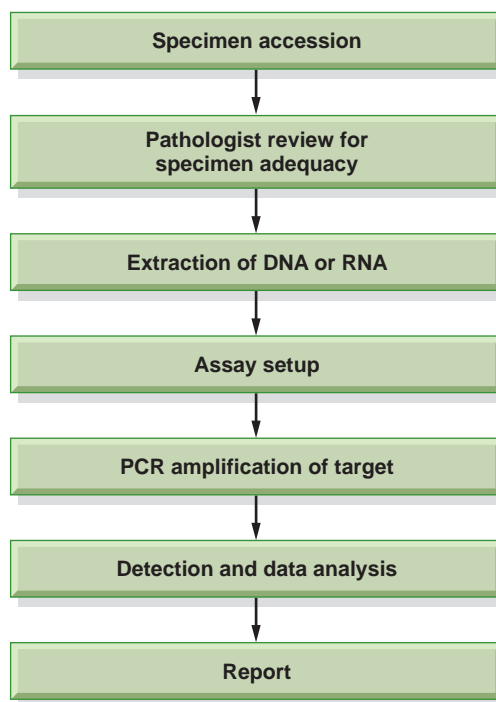 Specimen accession
Pathologist review for
specimen adequacy
Extraction of DNA or RNA
Assay setup
PCR amplification of target
Detection and data analysis
Report